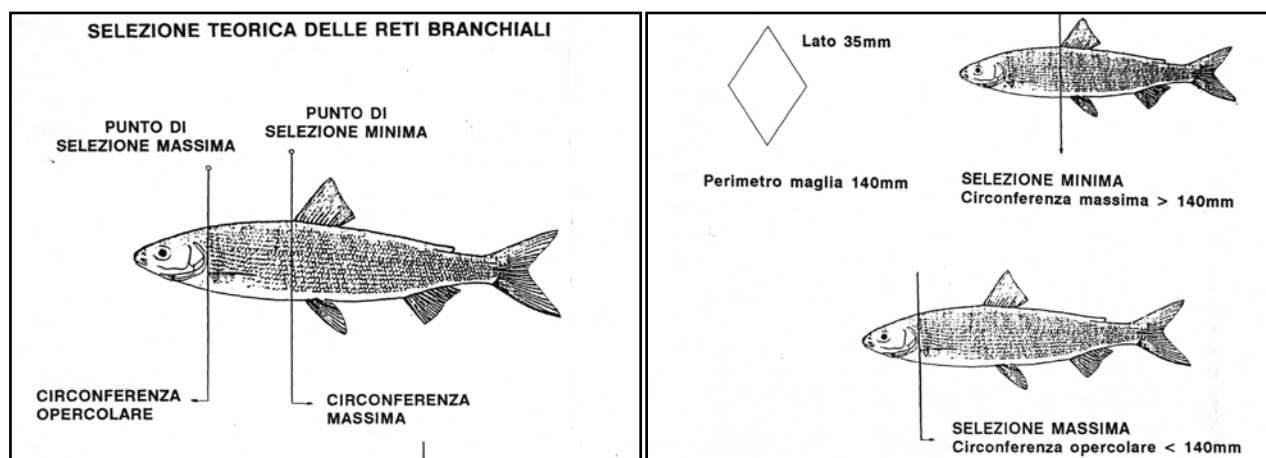 SELEZIONE TEORICA DELLE RETI BRANCHIALI
PUNTO DI
SELEZIONE MASSIMA
PUNTO DI
SELEZIONE MINIMA
CIRCONFERENZA
OPERCOLARE
CIRCONFERENZA
MASSIMA
Lato 35mm
Perimetro maglia 140mm
SELEZIONE MINIMA
Circonferenza massima > 140mm
SELEZIONE MASSIMA
Circonferenza opercolare < 140mm